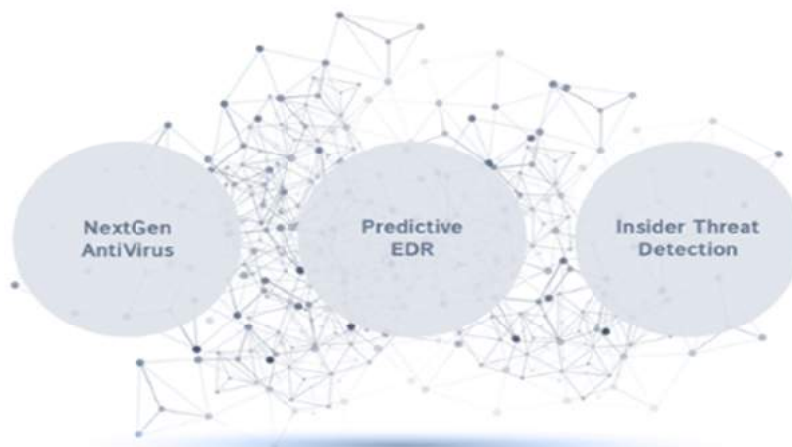 NextGen
AntiVirus
Predictive
EDR
Insider Threat
Detection